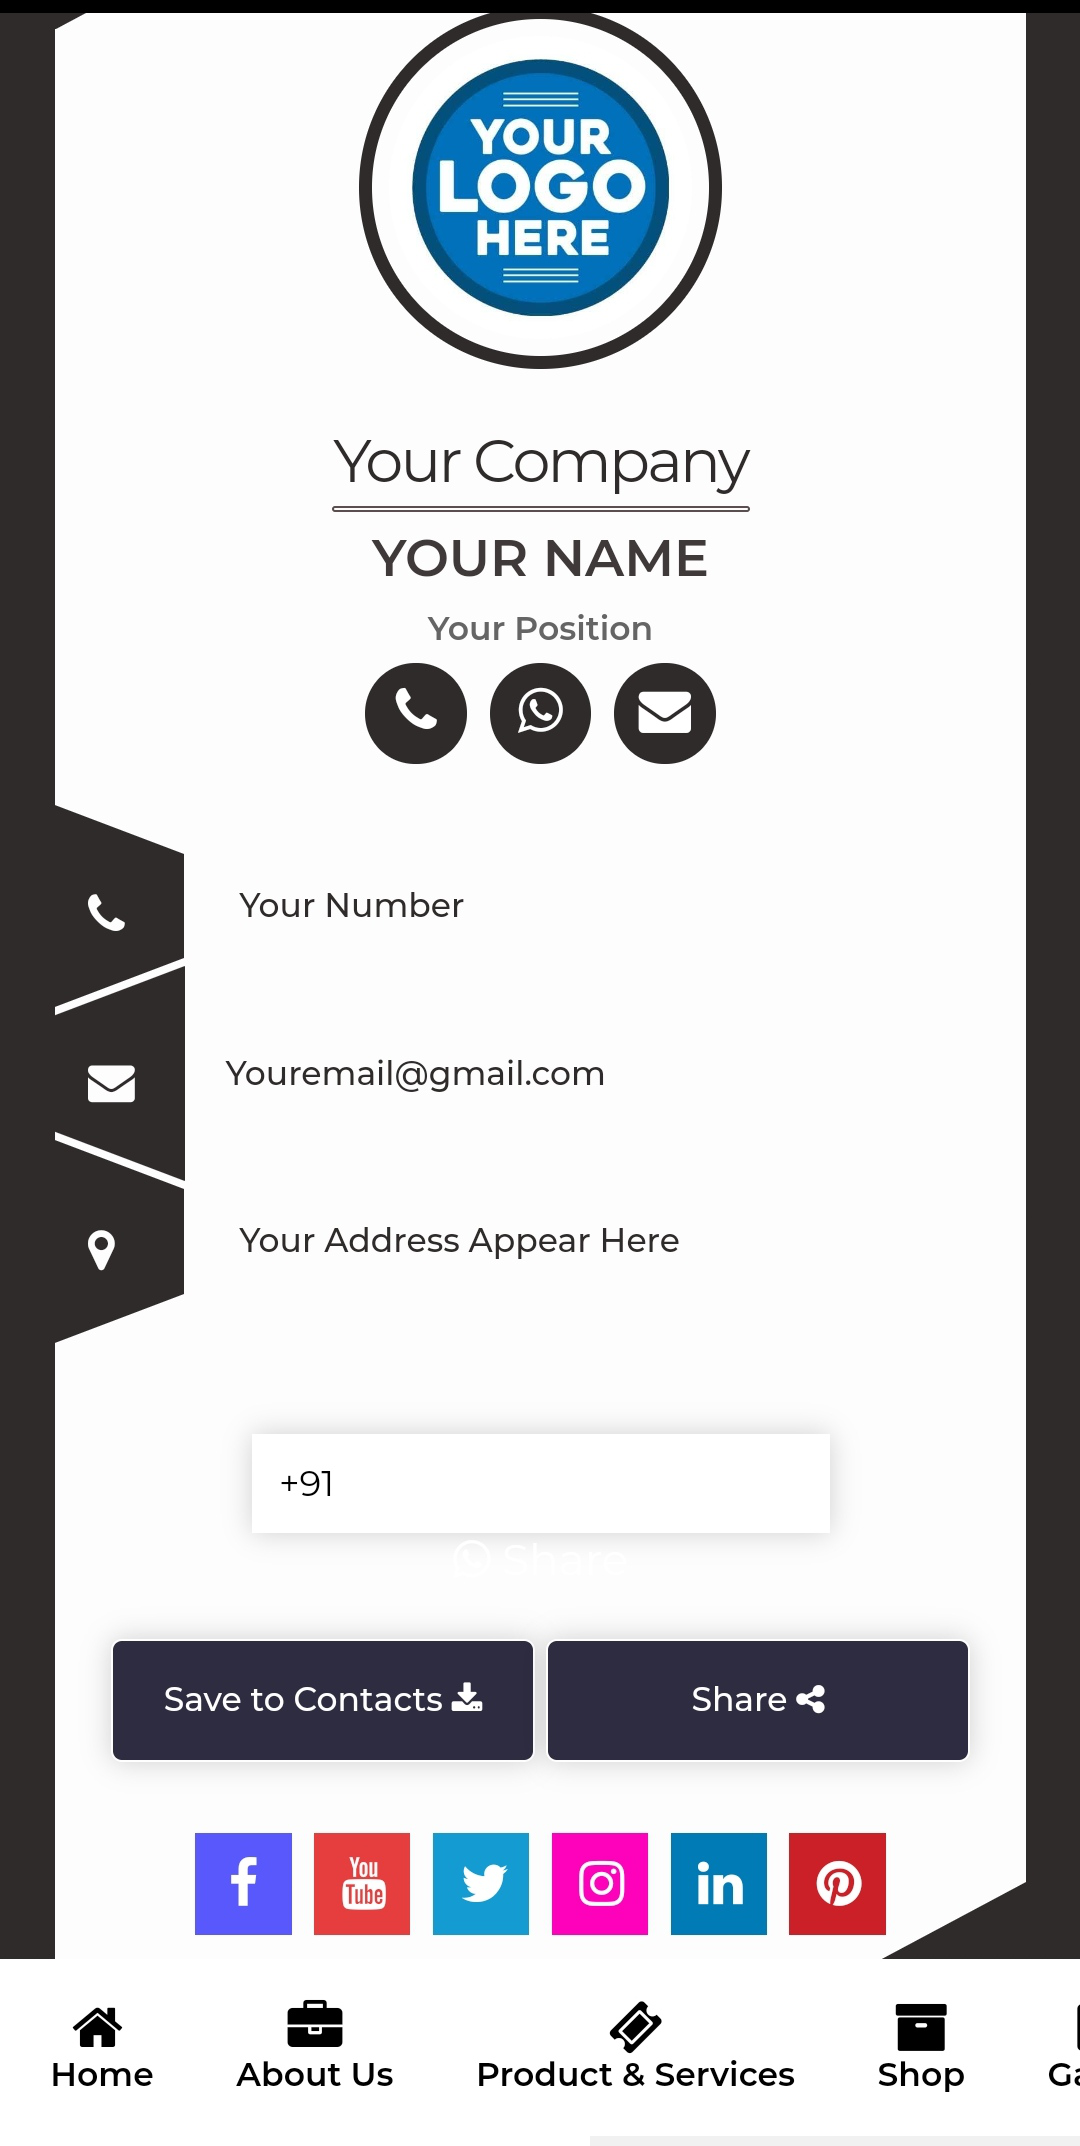 YOUR
LOGO
HERE
Your Company
YOUR NAME
Your Position
Your Number
Youremail@gmail.com
Your Address Appear Here
+91
Share
Save to Contacts
Share
You
Tube
in
Home
About Us
Product & Services
Shop
Ga